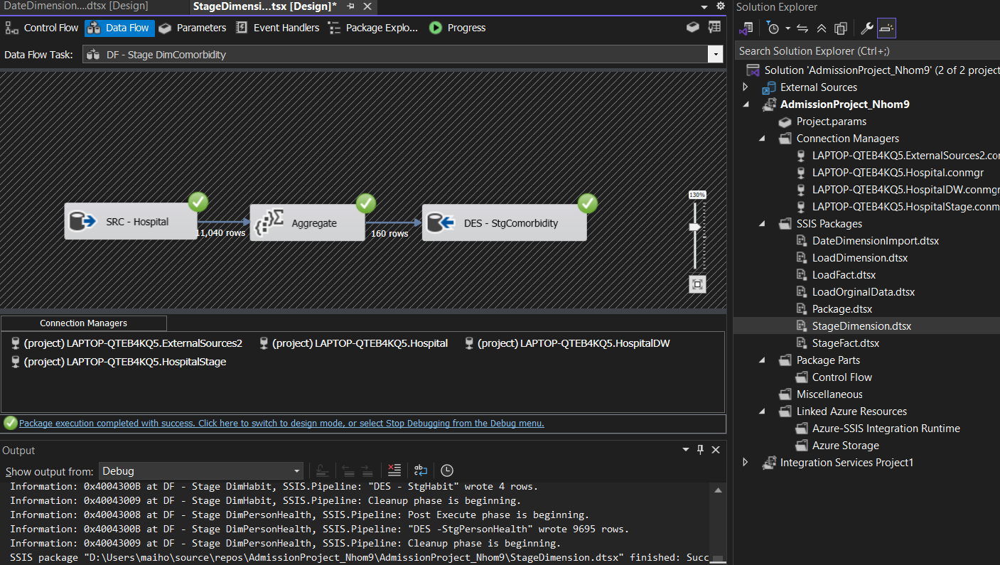 DateDimension....dtsx [Design]
StageDimensi...tsx [Design]*
Control Flow
Data Flow
Parameters
Event Handlers
Package Explo...
Progress
Data Flow Task:
DF - Stage DimComorbidity
SRC - Hospital
11,040 rows
Aggregate
160 rows
DES - StgComorbidity
130%
Connection Managers
(project) LAPTOP-QTEB4KQ5.ExternalSources2
(project) LAPTOP-QTEB4KQ5.Hospital
(project) LAPTOP-QTEB4KQ5.HospitalDW
(project) LAPTOP-QTEB4KQ5.HospitalStage
Package execution completed with success. Click here to switch to design mode, or select Stop Debugging from the Debug menu.
Output
Show output from:
Debug
Information: 0x4004300B at DF - Stage DimHabit, SSIS.Pipeline: "DES - StgHabit" wrote 4 rows.
Information: 0x40043009 at DF - Stage DimHabit, SSIS.Pipeline: Cleanup phase is beginning.
Information: 0x40043008 at DF - Stage DimPersonHealth, SSIS.Pipeline: Post Execute phase is beginning.
Information: 0x4004300B at DF - Stage DimPersonHealth, SSIS.Pipeline: "DES -StgPersonHealth" wrote 9695 rows.
Information: 0x40043009 at DF - Stage DimPersonHealth, SSIS.Pipeline: Cleanup phase is beginning.
SSIS package "D:\Users\maiho\source\repos\AdmissionProject_Nhom9\AdmissionProject_Nhom9\StageDimension.dtsx" finished: Succ
Solution Explorer
Search Solution Explorer (Ctrl+;)
Solution 'AdmissionProject_Nhom9' (2 of 2 project
External Sources
AdmissionProject_Nhom9
Project.params
Connection Managers
LAPTOP-QTEB4KQ5.ExternalSources2.cor
LAPTOP-QTEB4KQ5.Hospital.conmgr
LAPTOP-QTEB4KQ5.HospitalDW.conmgr
LAPTOP-QTEB4KQ5.HospitalStage.conm
SSIS Packages
DateDimensionImport.dtsx
LoadDimension.dtsx
LoadFact.dtsx
LoadOrginalData.dtsx
Package.dtsx
StageDimension.dtsx
StageFact.dtsx
Package Parts
Control Flow
Miscellaneous
Linked Azure Resources
Azure-SSIS Integration Runtime
Azure Storage
Integration Services Project1